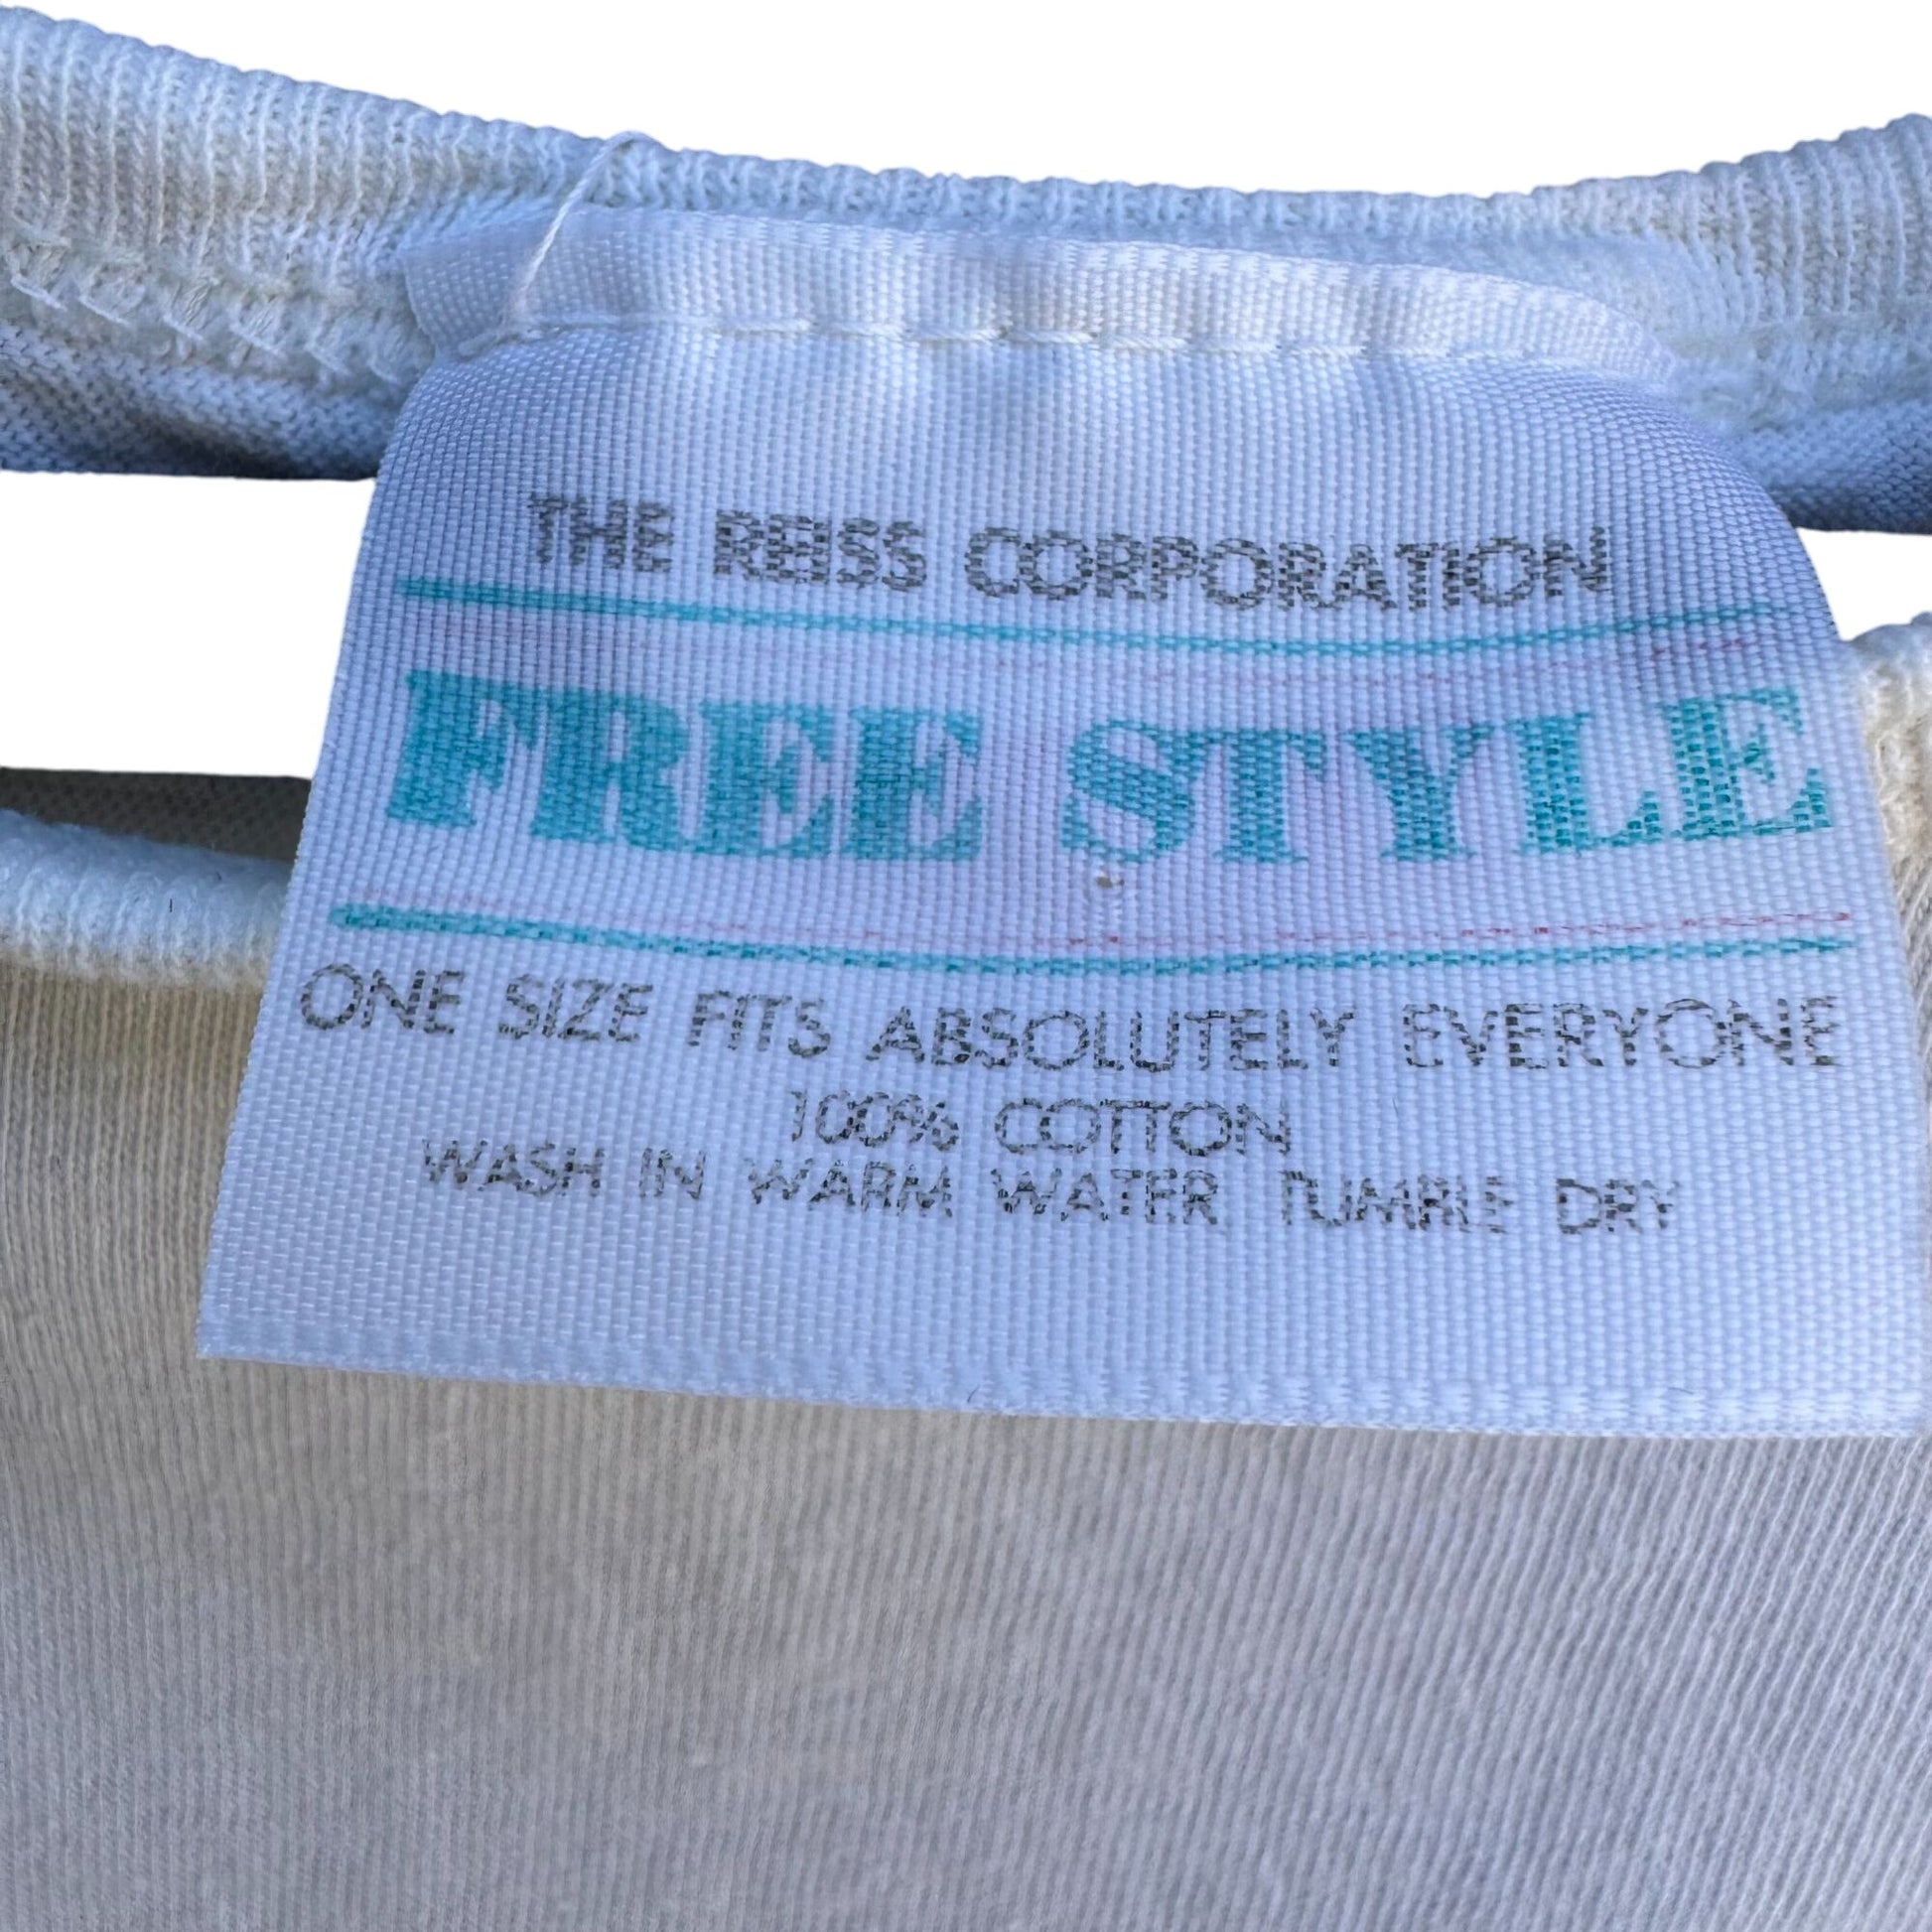 THE REISS CORPORATION
FREE STYLE
ONE SIZE FITS ABSOLUTELY EVERYONE
100% COTTON
WASH IN WARM WATER TUMBLE DRY